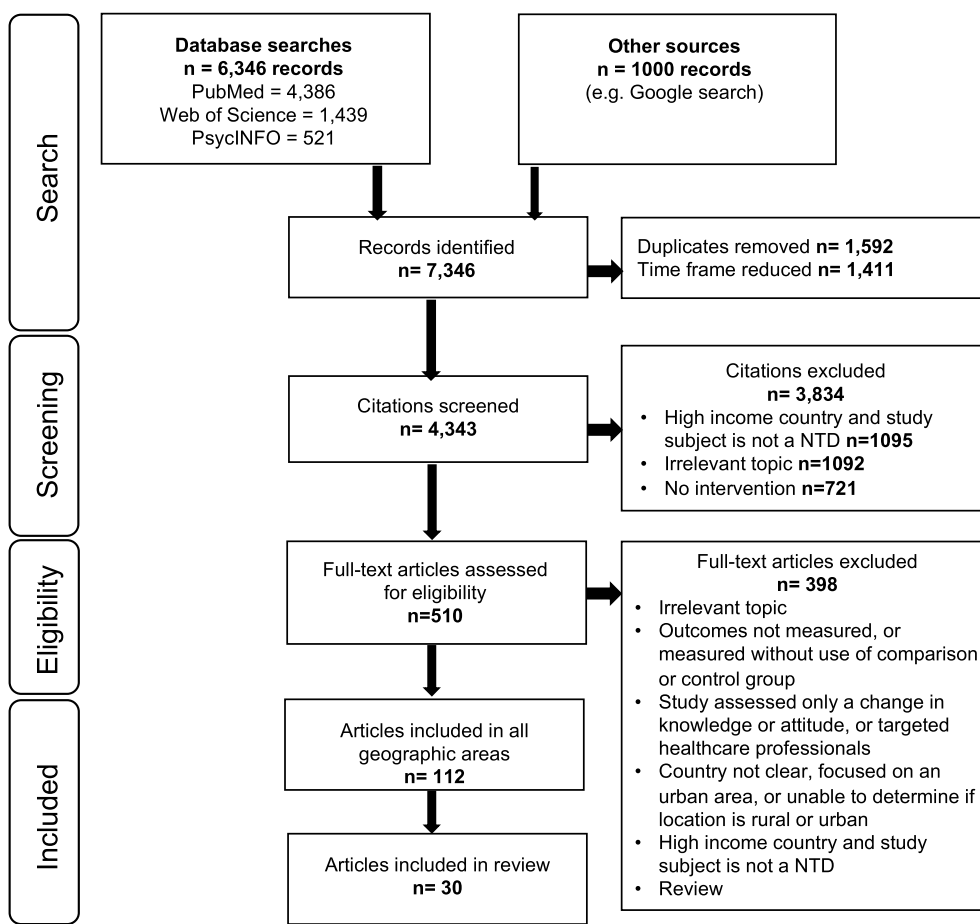 Search
Database searches
n = 6,346 records
PubMed = 4,386
Web of Science = 1,439
PsycINFO = 521
Other sources
n = 1000 records
(e.g. Google search)
Records identified
n= 7,346
Duplicates removed n= 1,592
Time frame reduced n= 1,411
Screening
Citations screened
n= 4,343
Citations excluded
n= 3,834
• High income country and study
subject is not a NTD n=1095
• Irrelevant topic n=1092
• No intervention n=721
Eligibility
Full-text articles assessed
for eligibility
n=510
Full-text articles excluded
n= 398
• Irrelevant topic
• Outcomes not measured, or
measured without use of comparison
or control group
• Study assessed only a change in
knowledge or attitude, or targeted
healthcare professionals
• Country not clear, focused on an
urban area, or unable to determine if
location is rural or urban
• High income country and study
subject is not a NTD
• Review
Included
Articles included in all
geographic areas
n= 112
Articles included in review
n= 30